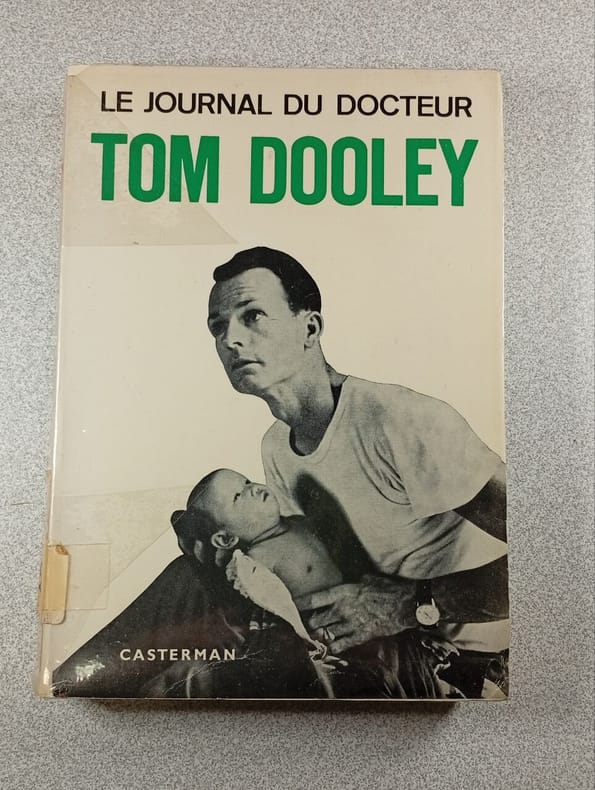 LE JOURNAL DU DOCTEUR
TOM DOOLEY
CASTERMAN